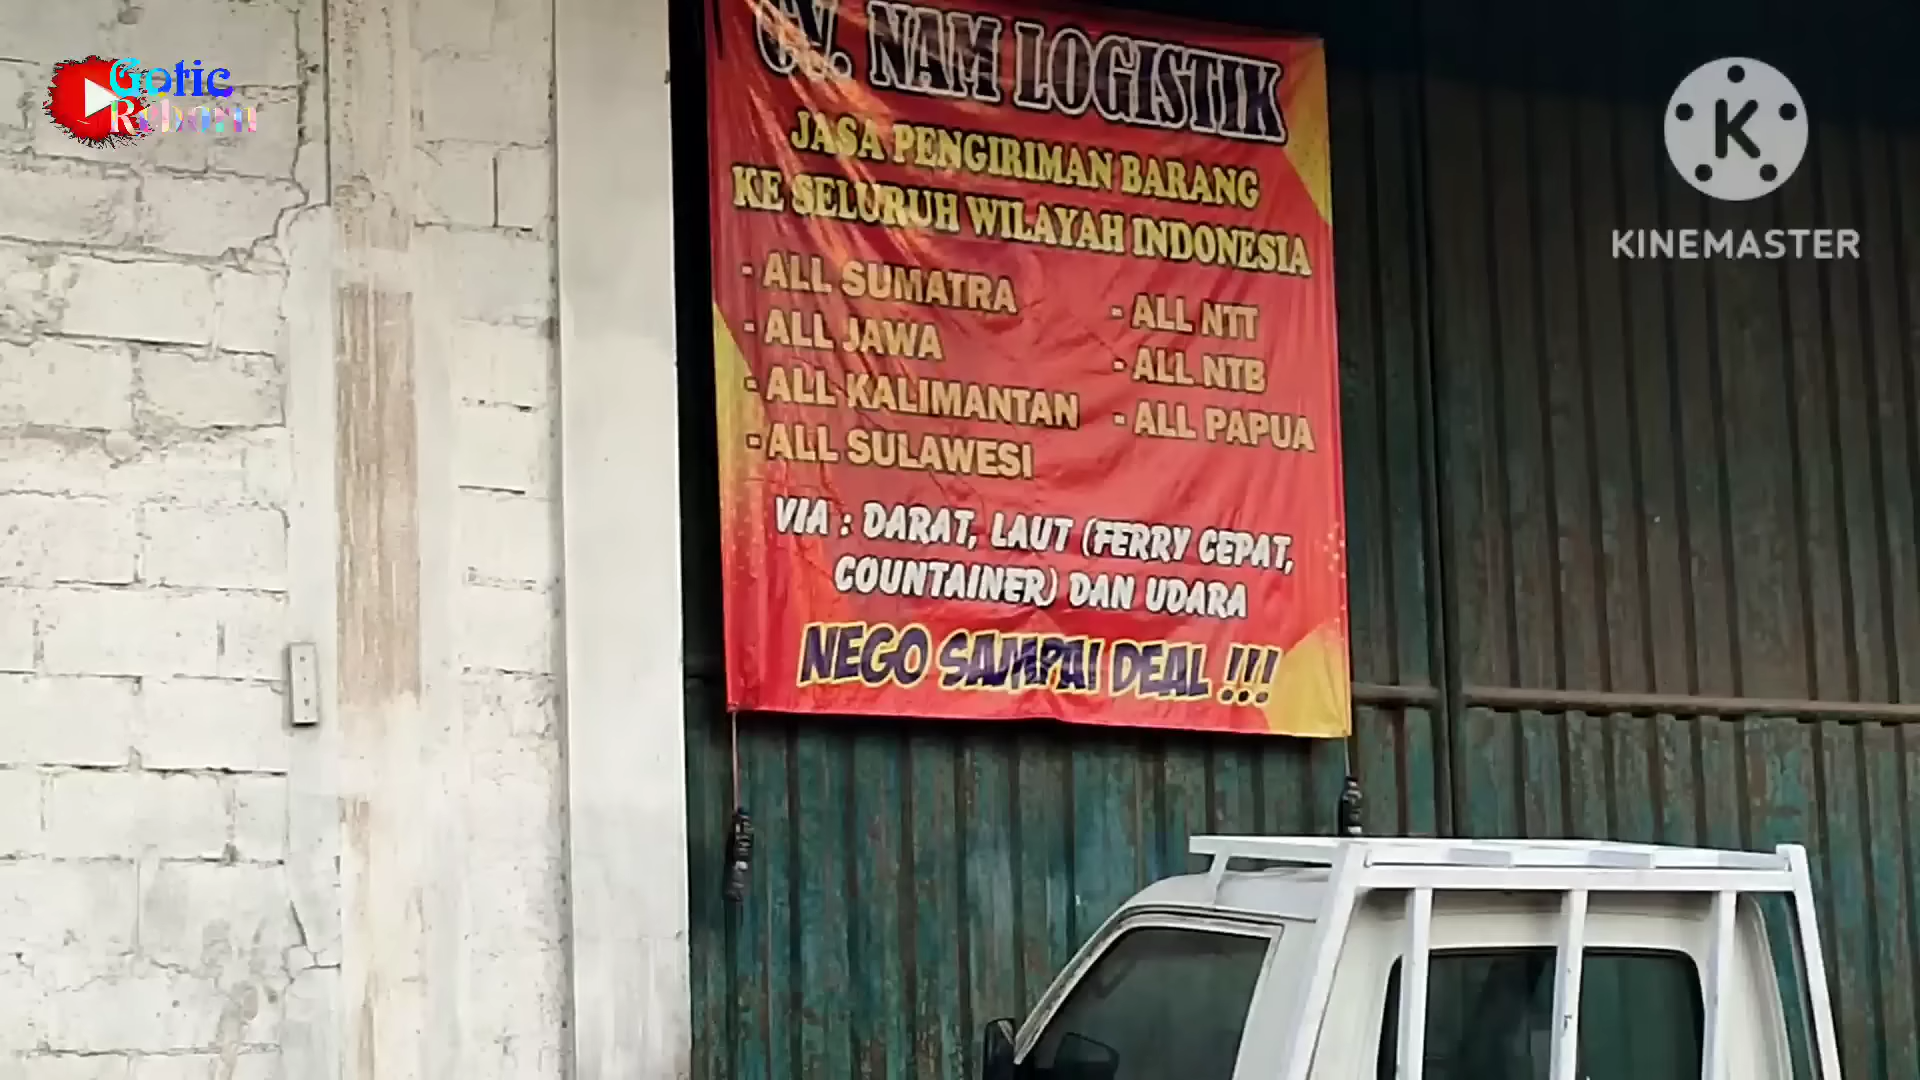 Gotic
Reborn
K
KINEMASTER
CV. NAM LOGISTIK
JASA PENGIRIMAN BARANG
KE SELURUH WILAYAH INDONESIA
- ALL SUMATRA
- ALL JAWA
- ALL KALIMANTAN
- ALL SULAWESI
- ALL NTT
- ALL NTB
- ALL PAPUA
VIA : DARAT, LAUT (FERRY CEPAT,
COUNTAINER) DAN UDARA
NEGO SAMPAI DEAL !!!